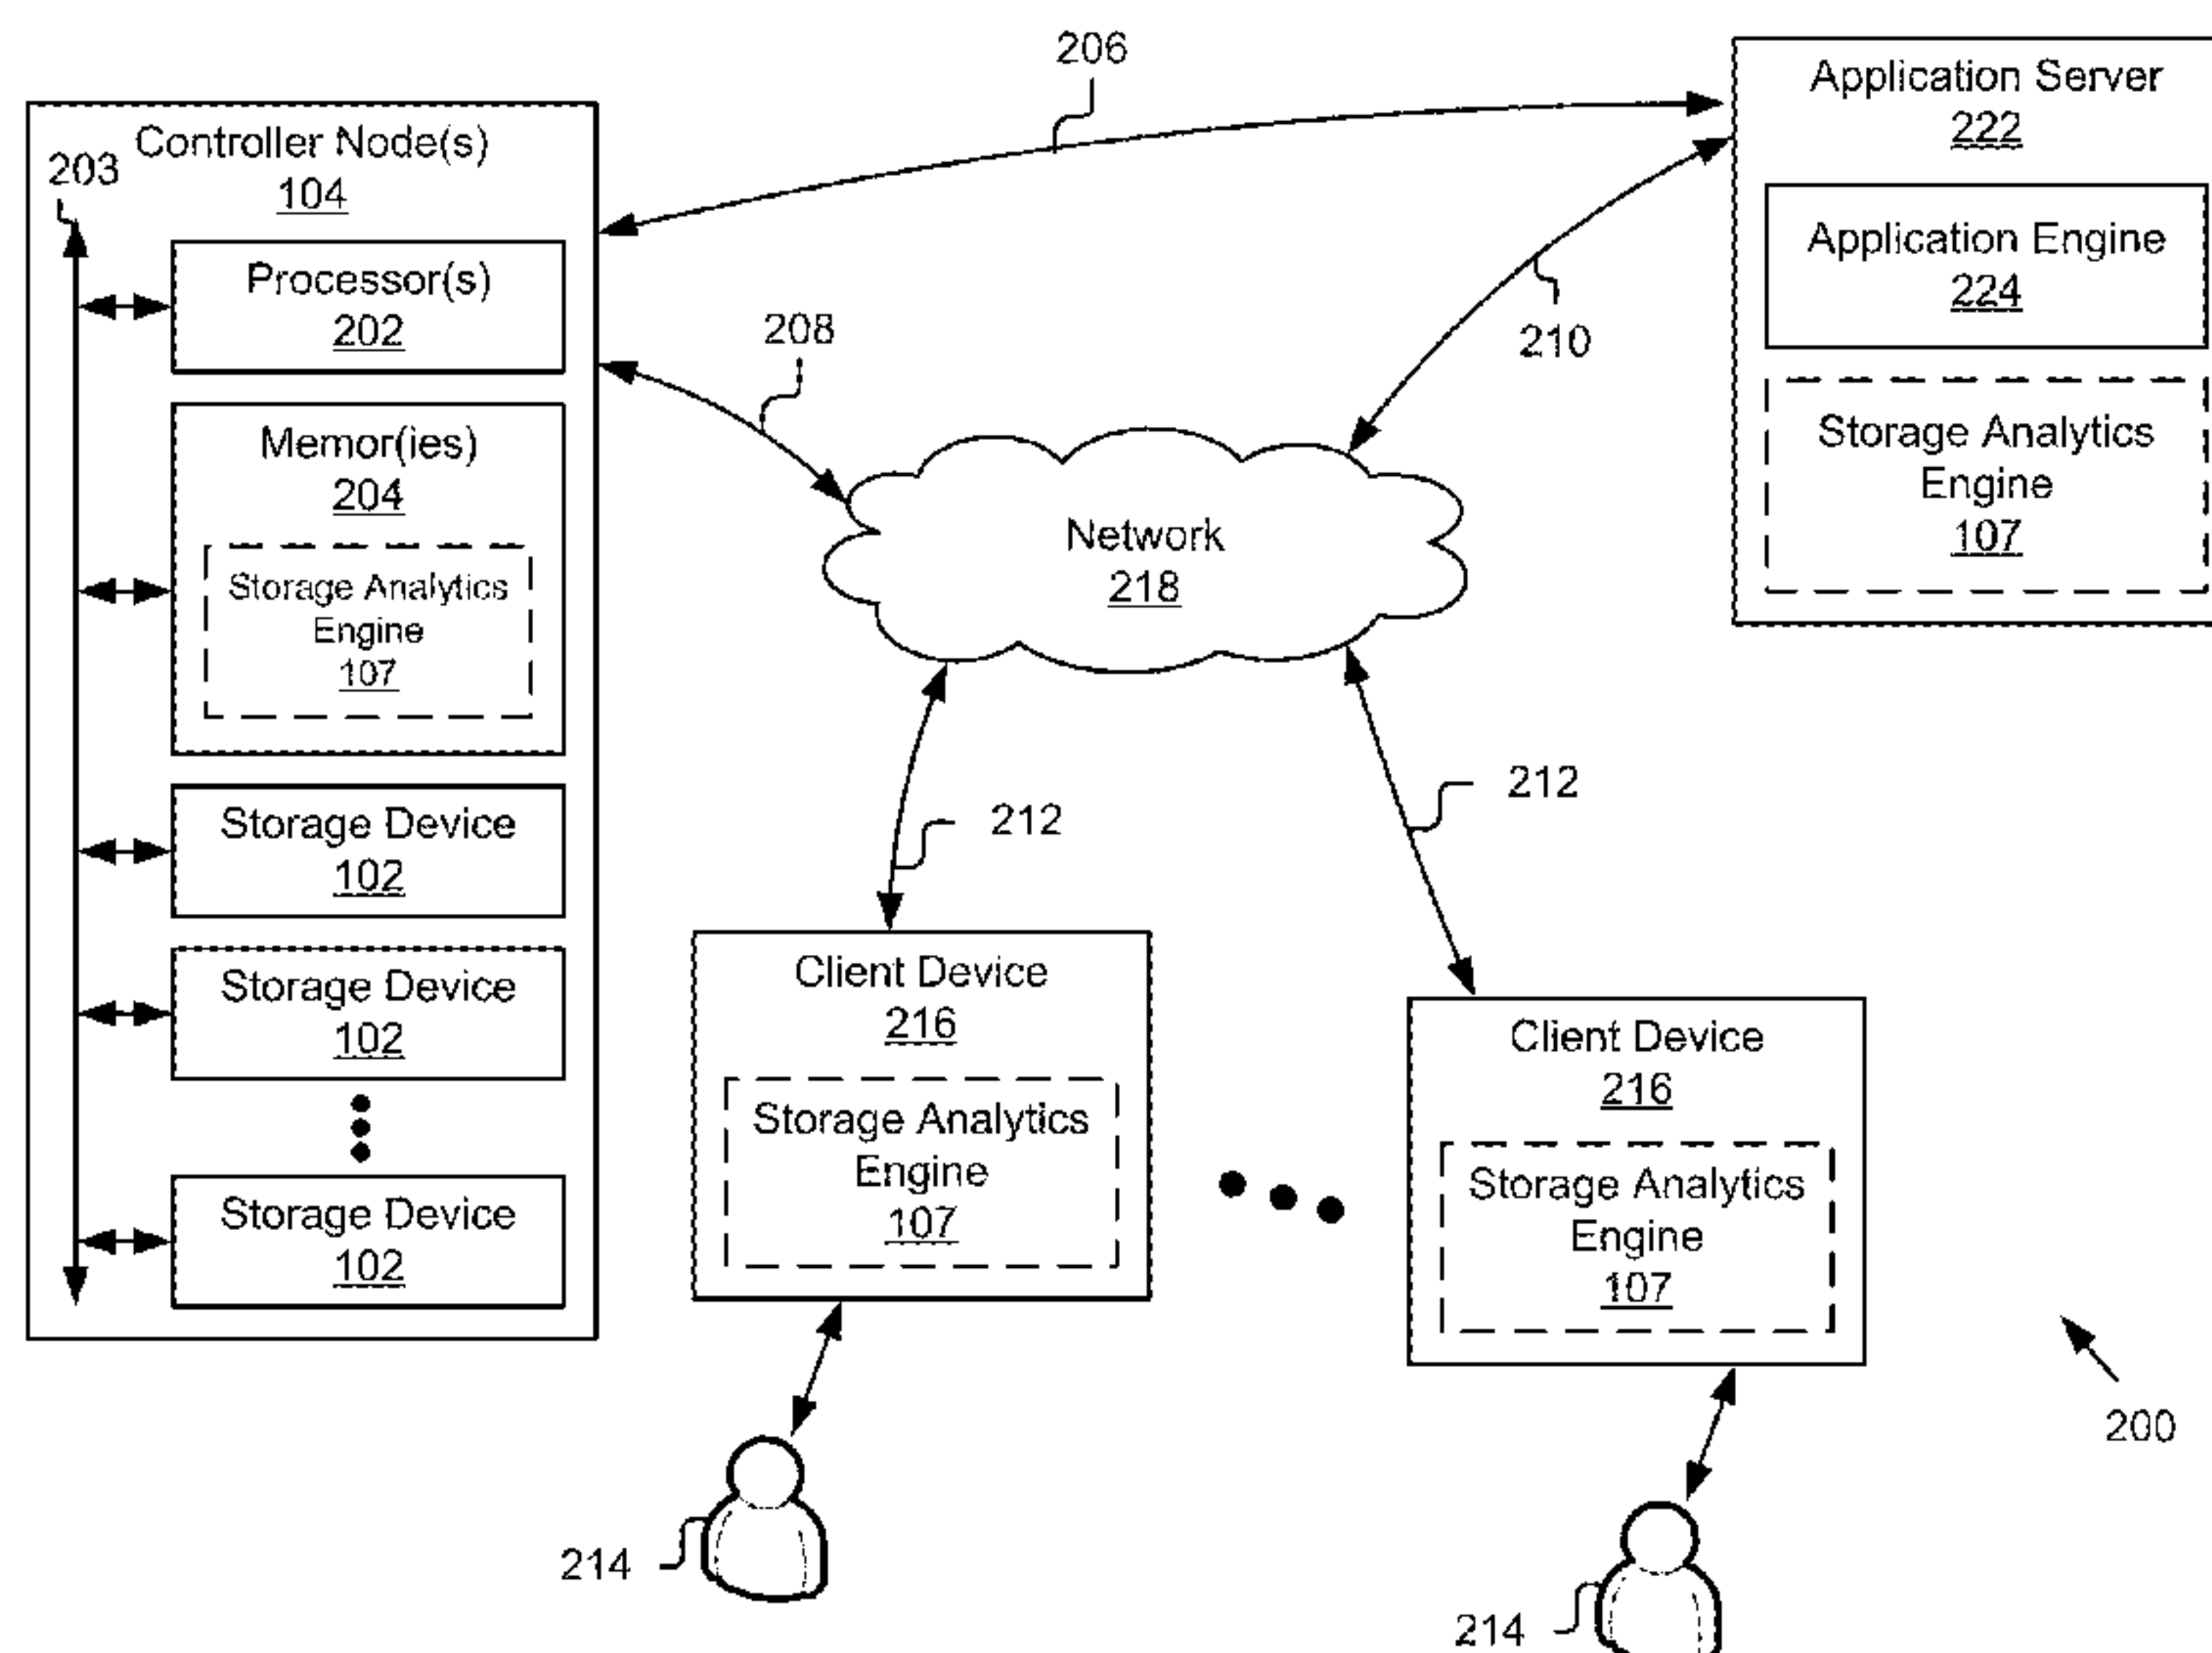 206
Application Server
222
Application Engine
224
Storage Analytics
Engine
107
Controller Node(s)
104
203
Processor(s)
202
Memor(ies)
204
Storage Analytics
Engine
107
Storage Device
102
Storage Device
102
Storage Device
102
208
210
Network
218
212
212
Client Device
216
Storage Analytics
Engine
107
Client Device
216
Storage Analytics
Engine
107
200
214
214